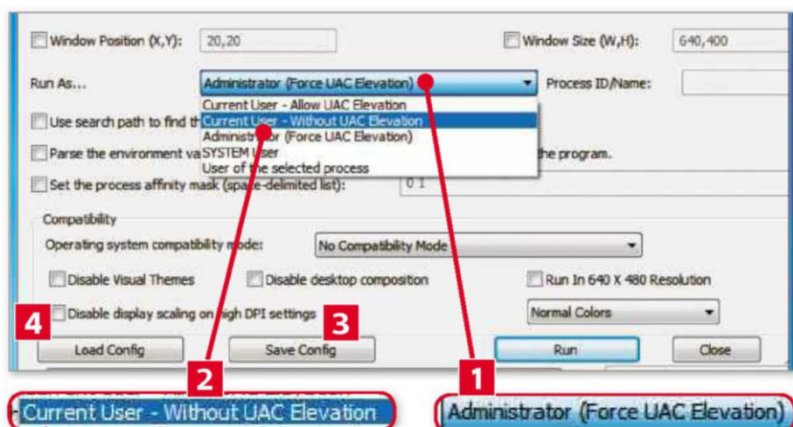 Window Position (X,Y): 20,20 Window Size (W,H): 640,400
Run As... Administrator (Force UAC Elevation) Process ID/Name:
Current User - Allow UAC Elevation
Use search path to find th Current User - Without UAC Elevation
Administrator (Force UAC Elevation)
Parse the environment va SYSTEM User the program.
User of the selected process
Set the process affinity mask (space-delimited list): 0 1
Compatibility
Operating system compatibility mode: No Compatibility Mode
Disable Visual Themes Disable desktop composition Run In 640 X 480 Resolution
Disable display scaling on high DPI settings Normal Colors
4 3
Load Config Save Config Run Close
2 1
Current User - Without UAC Elevation Administrator (Force UAC Elevation)